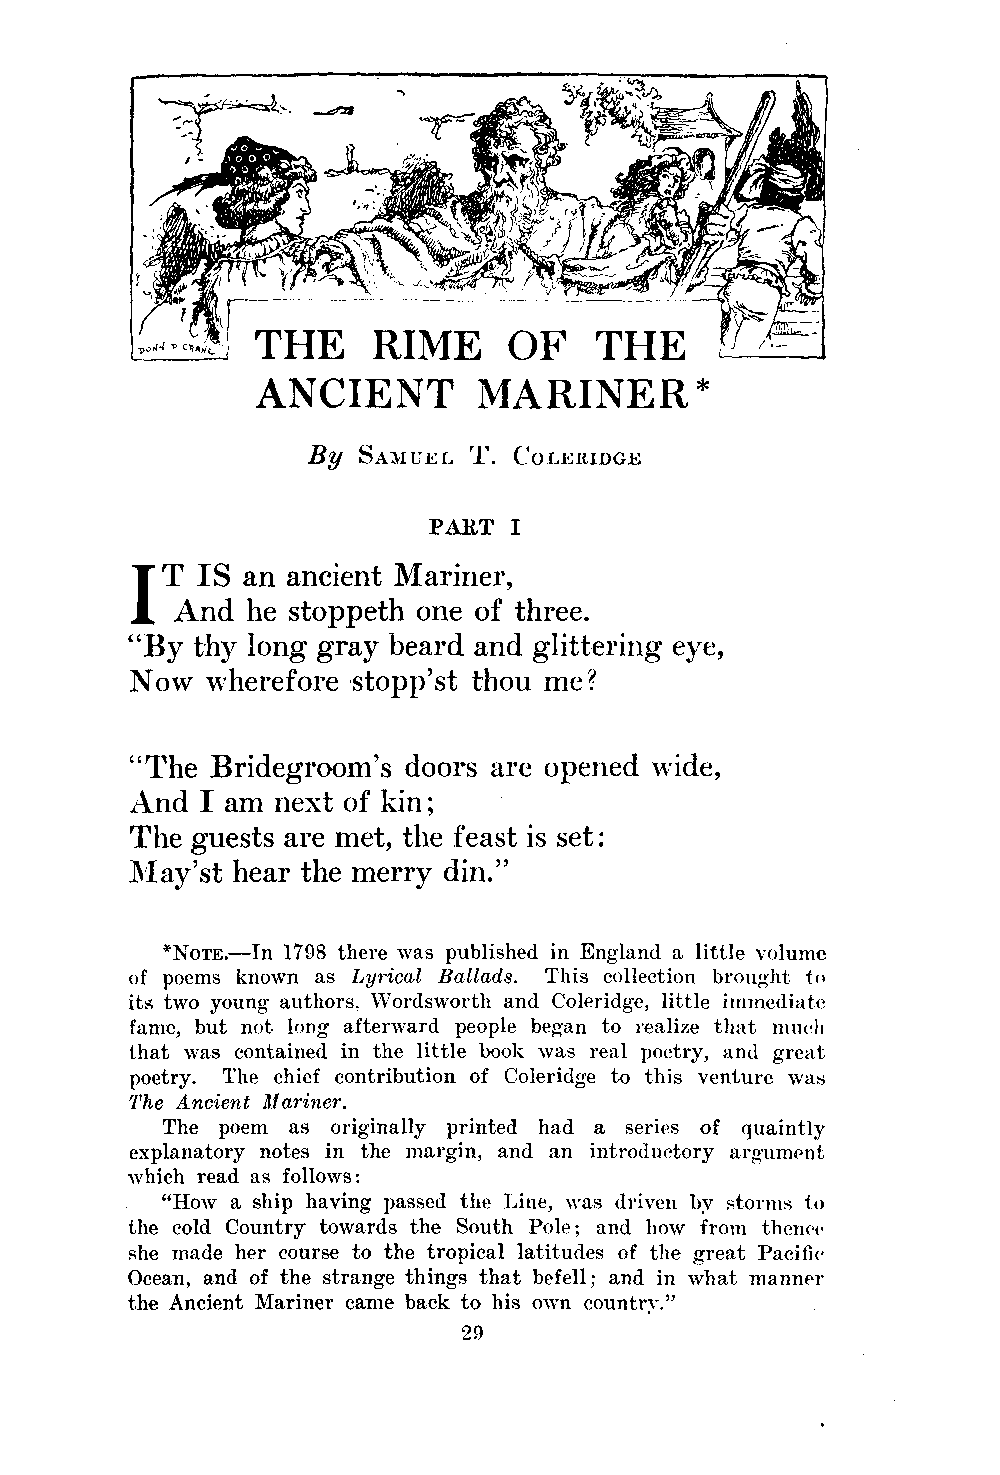 DONN P CRANE
THE RIME OF THE
ANCIENT MARINER*
By SAMUEL T. COLERIDGE
PART I
IT IS an ancient Mariner,
And he stoppeth one of three.
“By thy long gray beard and glittering eye,
Now wherefore stopp’st thou me?
“The Bridegroom’s doors are opened wide,
And I am next of kin;
The guests are met, the feast is set:
May’st hear the merry din.”
*NOTE.—In 1798 there was published in England a little volume
of poems known as Lyrical Ballads. This collection brought to
its two young authors, Wordsworth and Coleridge, little immediate
fame, but not long afterward people began to realize that much
that was contained in the little book was real poetry, and great
poetry. The chief contribution of Coleridge to this venture was
The Ancient Mariner.
The poem as originally printed had a series of quaintly
explanatory notes in the margin, and an introductory argument
which read as follows:
“How a ship having passed the Line, was driven by storms to
the cold Country towards the South Pole; and how from thence
she made her course to the tropical latitudes of the great Pacific
Ocean, and of the strange things that befell; and in what manner
the Ancient Mariner came back to his own country.”
29